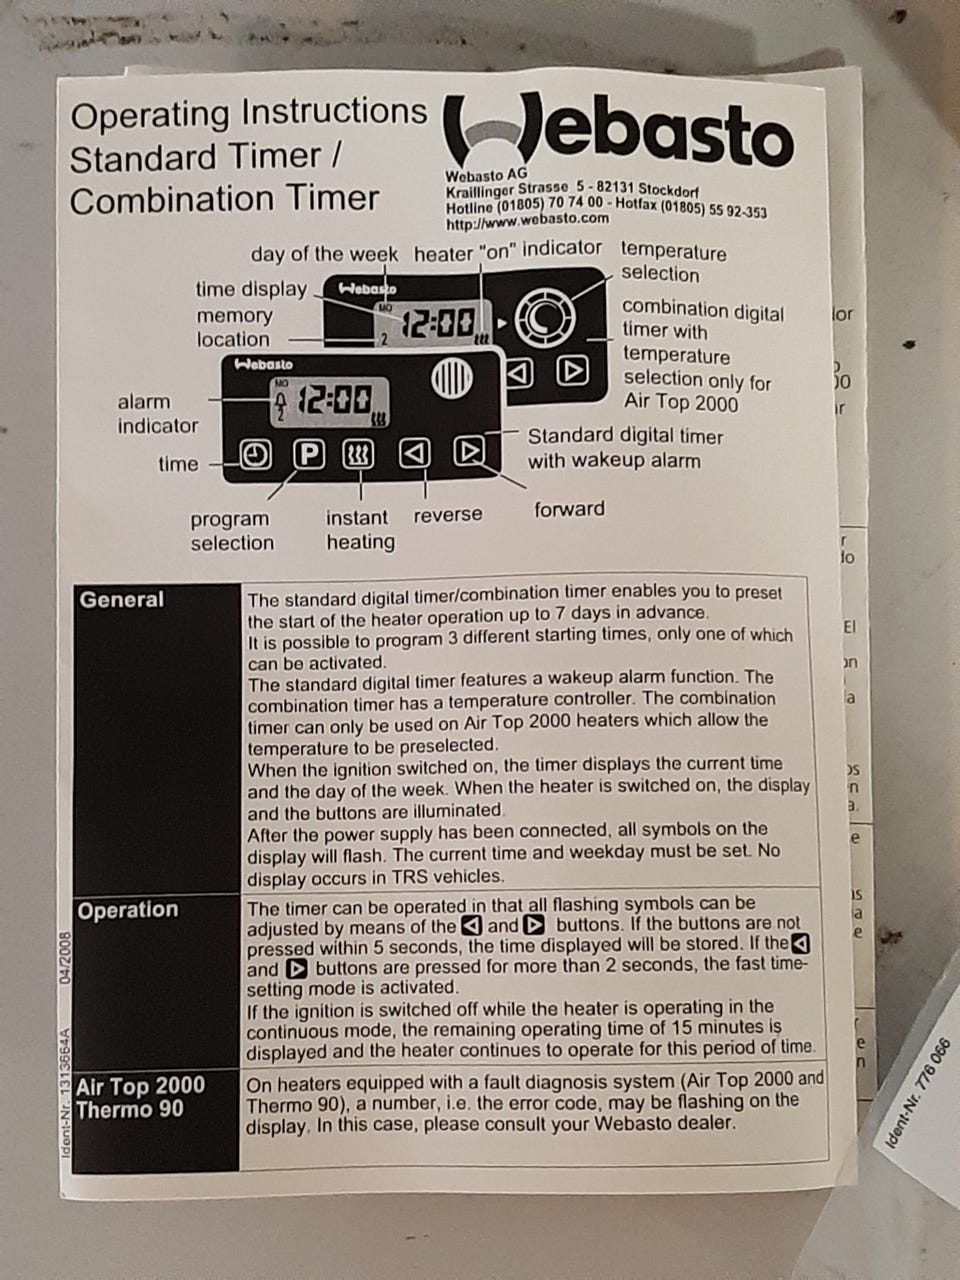 Operating Instructions
Standard Timer /
Combination Timer
Webasto
Webasto AG
Kraillinger Strasse 5 - 82131 Stockdorf
Hotline (01805) 70 74 00 - Hotfax (01805) 55 92-353
http://www.webasto.com
day of the week
heater "on" indicator
temperature
selection
time display
memory
location
combination digital
timer with
temperature
selection only for
Air Top 2000
Webasto
MO
12:00
2
Webasto
MO
12:00
2
P
alarm
indicator
time
Standard digital timer
with wakeup alarm
program
selection
instant
heating
reverse
forward
General
The standard digital timer/combination timer enables you to preset
the start of the heater operation up to 7 days in advance.
It is possible to program 3 different starting times, only one of which
can be activated.
The standard digital timer features a wakeup alarm function. The
combination timer has a temperature controller. The combination
timer can only be used on Air Top 2000 heaters which allow the
temperature to be preselected.
When the ignition switched on, the timer displays the current time
and the day of the week. When the heater is switched on, the display
and the buttons are illuminated.
After the power supply has been connected, all symbols on the
display will flash. The current time and weekday must be set. No
display occurs in TRS vehicles.
Operation
The timer can be operated in that all flashing symbols can be
adjusted by means of the ◁ and ▷ buttons. If the buttons are not
pressed within 5 seconds, the time displayed will be stored. If the ◁
and ▷ buttons are pressed for more than 2 seconds, the fast time-
setting mode is activated.
If the ignition is switched off while the heater is operating in the
continuous mode, the remaining operating time of 15 minutes is
displayed and the heater continues to operate for this period of time.
Air Top 2000
Thermo 90
On heaters equipped with a fault diagnosis system (Air Top 2000 and
Thermo 90), a number, i.e. the error code, may be flashing on the
display. In this case, please consult your Webasto dealer.
Ident-Nr. 1313664A 04/2008
Ident-Nr. 776 066